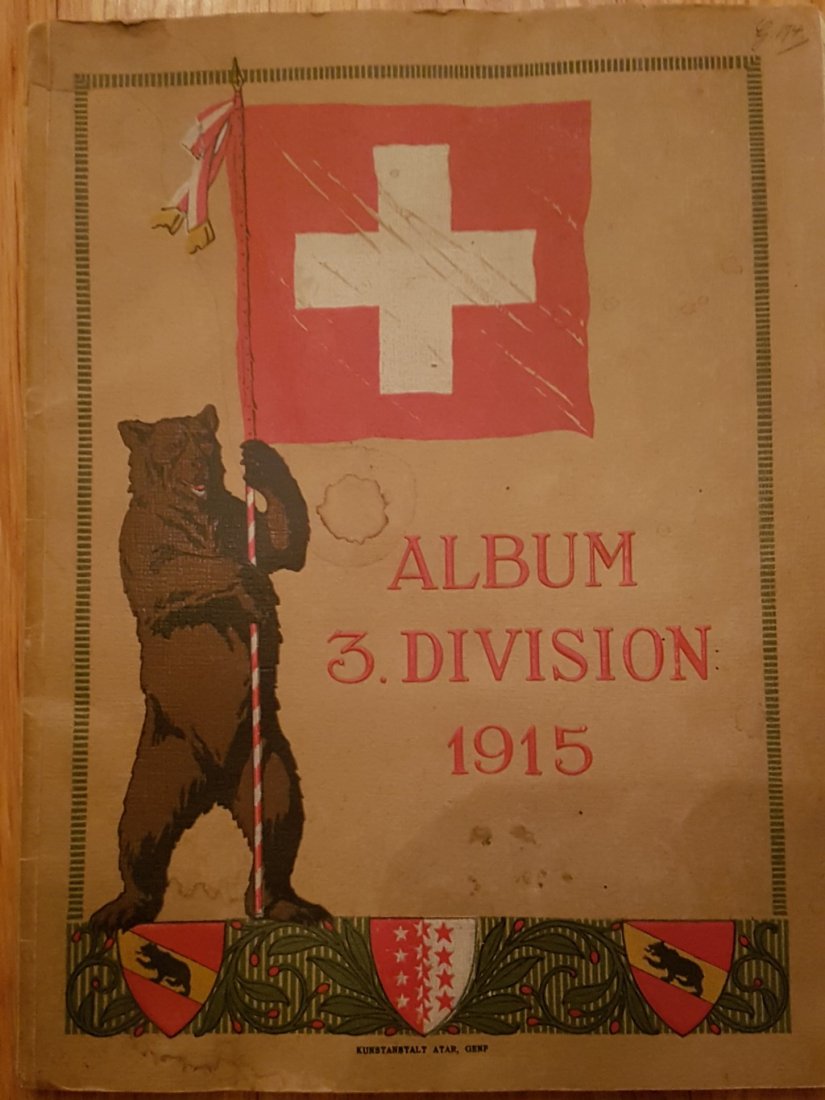 ALBUM
3. DIVISION
1915
KUNSTANSTALT ATAR, GENF